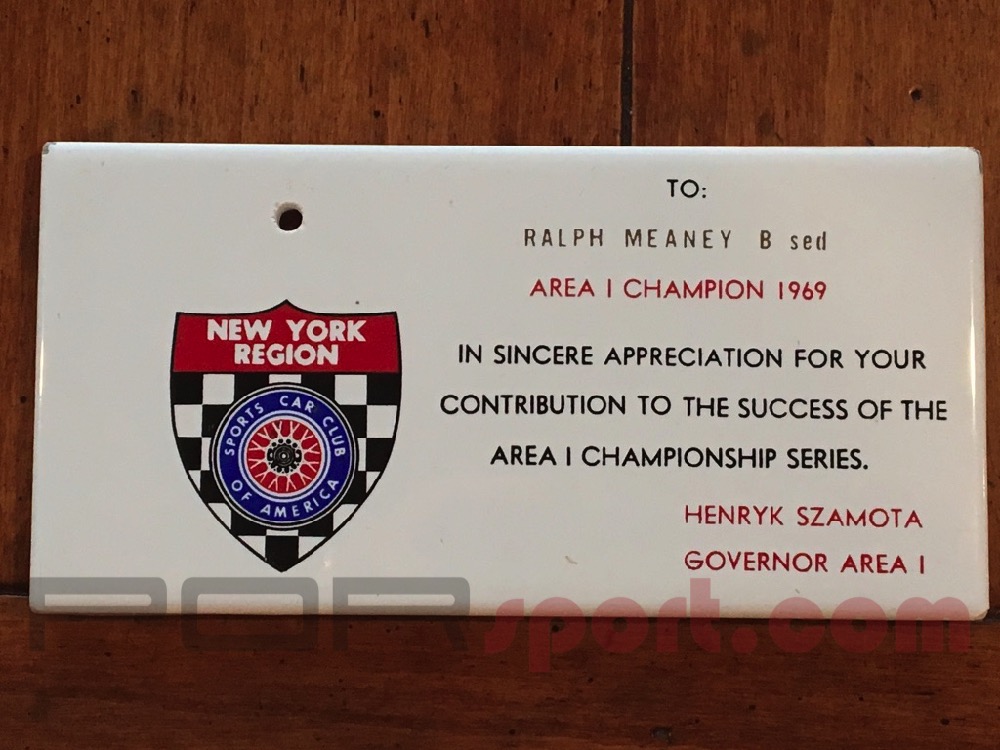 TO:
RALPH MEANEY B sed
AREA I CHAMPION 1969
NEW YORK
REGION
SPORTS CAR CLUB
OF AMERICA
IN SINCERE APPRECIATION FOR YOUR
CONTRIBUTION TO THE SUCCESS OF THE
AREA I CHAMPIONSHIP SERIES.
HENRYK SZAMOTA
GOVERNOR AREA I
PORsport.com